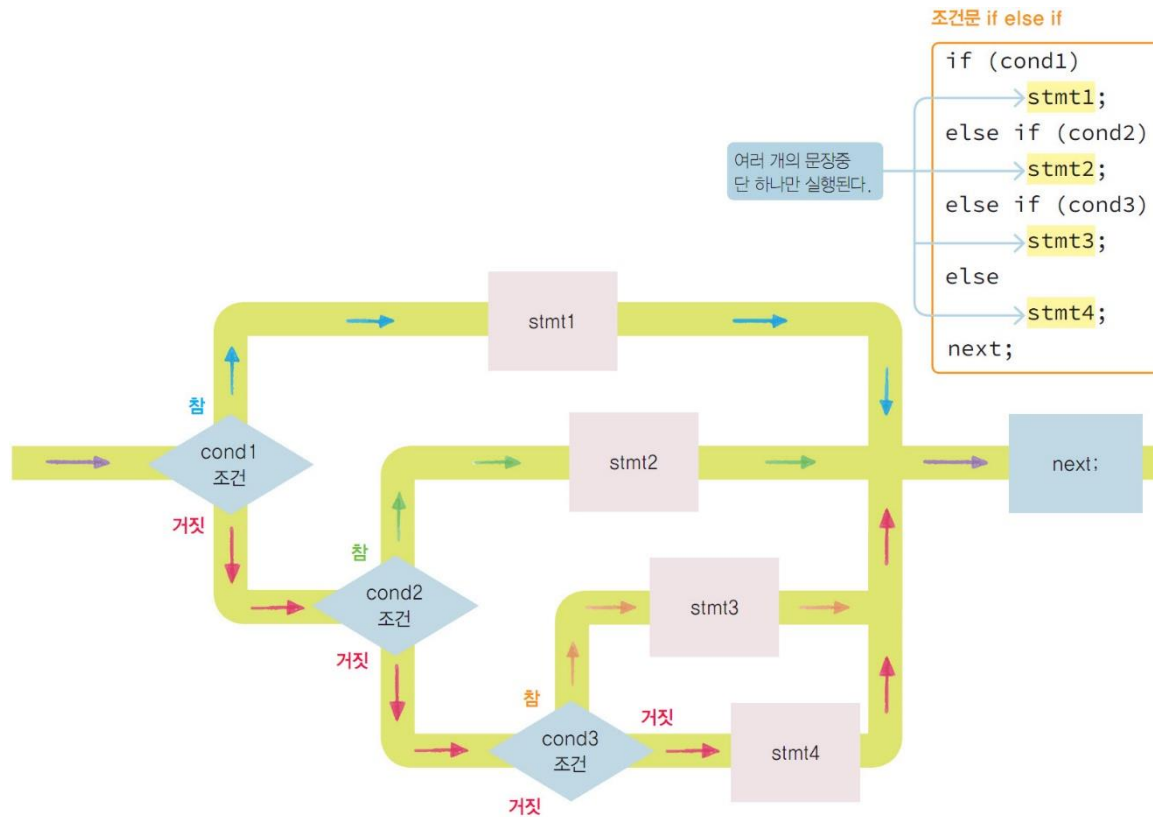 조건문 if else if
if (cond1)
stmt1;
else if (cond2)
stmt2;
else if (cond3)
stmt3;
else
stmt4;
next;
여러 개의 문장중
단 하나만 실행된다.
stmt1
참
cond1
조건
거짓
stmt2
next;
참
cond2
조건
거짓
stmt3
참
cond3
조건
거짓
거짓
stmt4